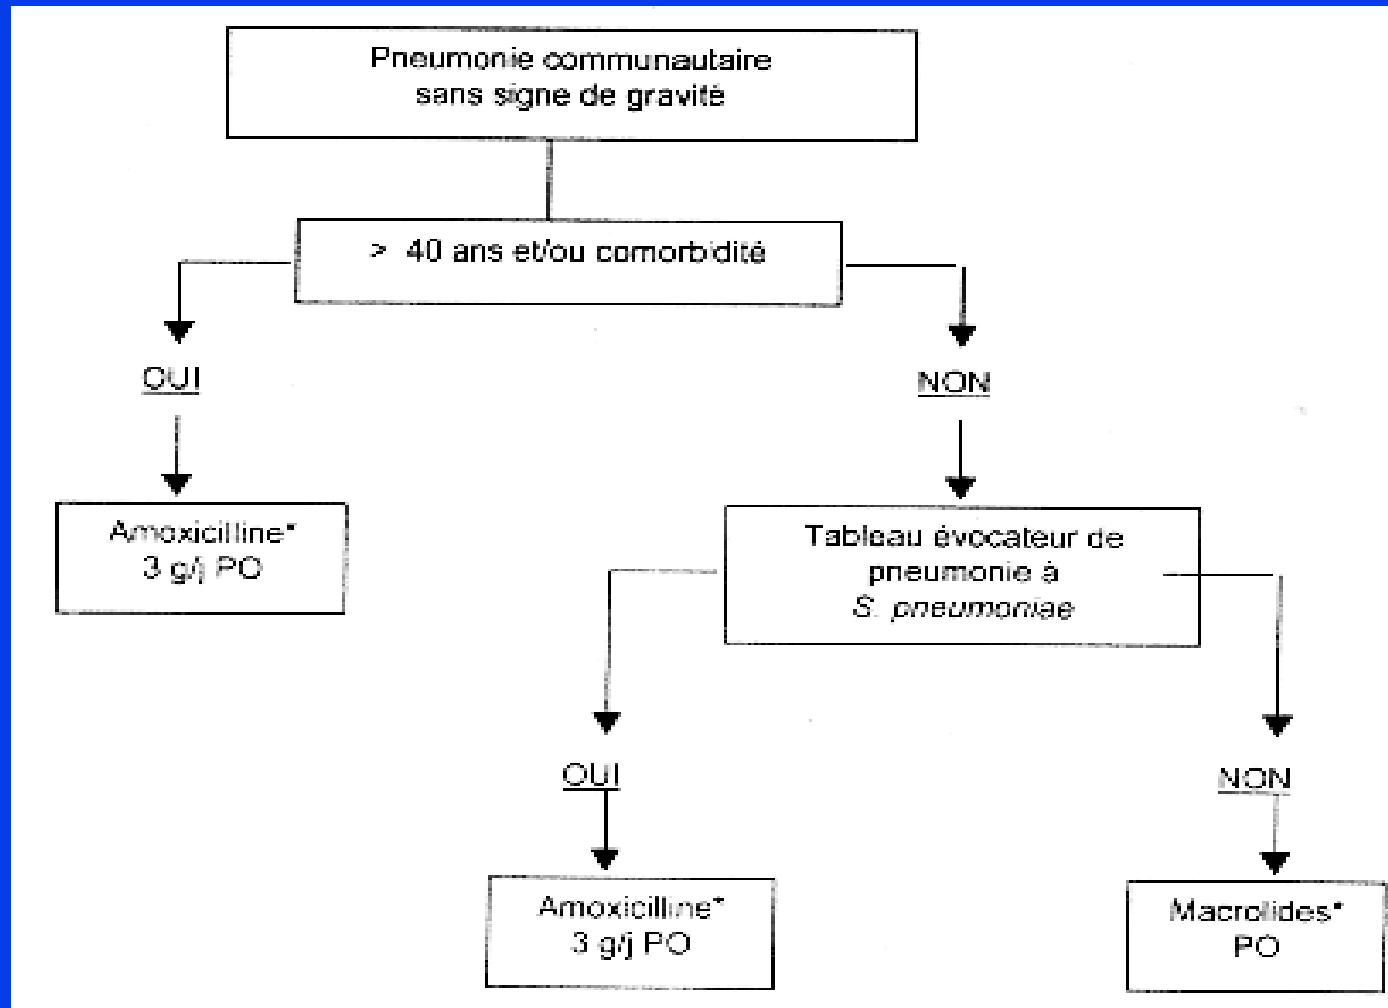 Pneumonie communautaire
sans signe de gravité
> 40 ans et/ou comorbidité
OUI
NON
Amoxicilline*
3 g/j PO
Tableau évocateur de
pneumonie à
S. pneumoniae
OUI
NON
Amoxicilline*
3 g/j PO
Macrolides*
PO